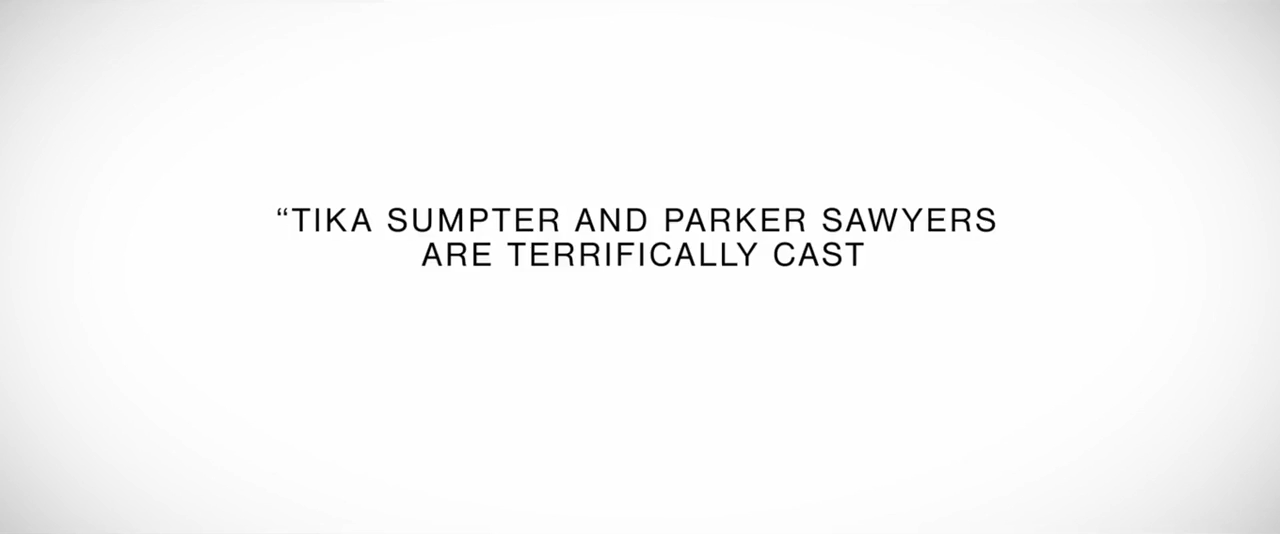 “TIKA SUMPTER AND PARKER SAWYERS
ARE TERRIFICALLY CAST